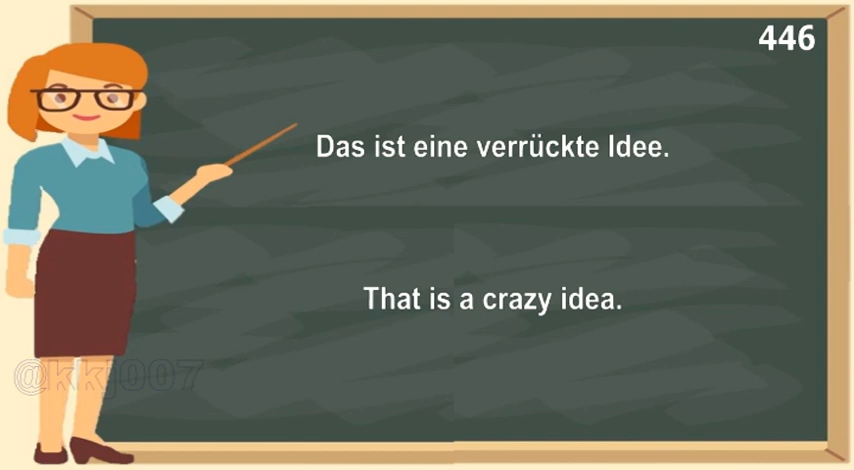 446
Das ist eine verrückte Idee.
That is a crazy idea.
@kkj007